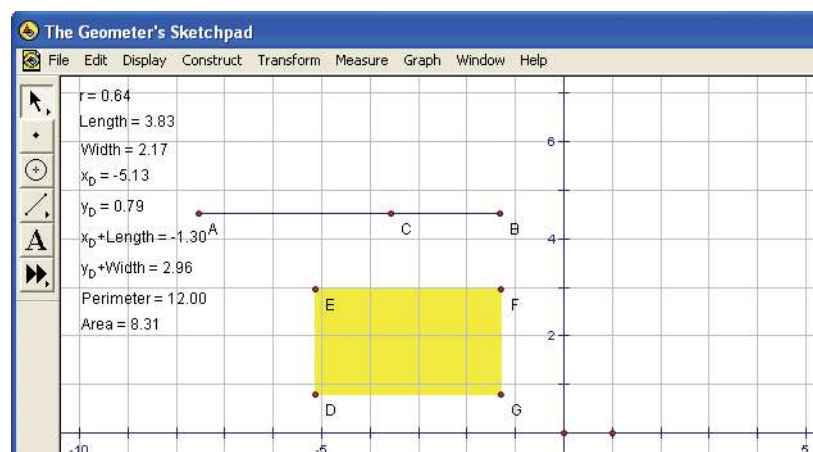 The Geometer's Sketchpad
File Edit Display Construct Transform Measure Graph Window Help
r = 0.64
Length = 3.83
Width = 2.17
x_D = -5.13
y_D = 0.79
x_D+Length = -1.30
y_D+Width = 2.96
Perimeter = 12.00
Area = 8.31
A
A C B
E F
D G
6
4
2
-10 -5 5